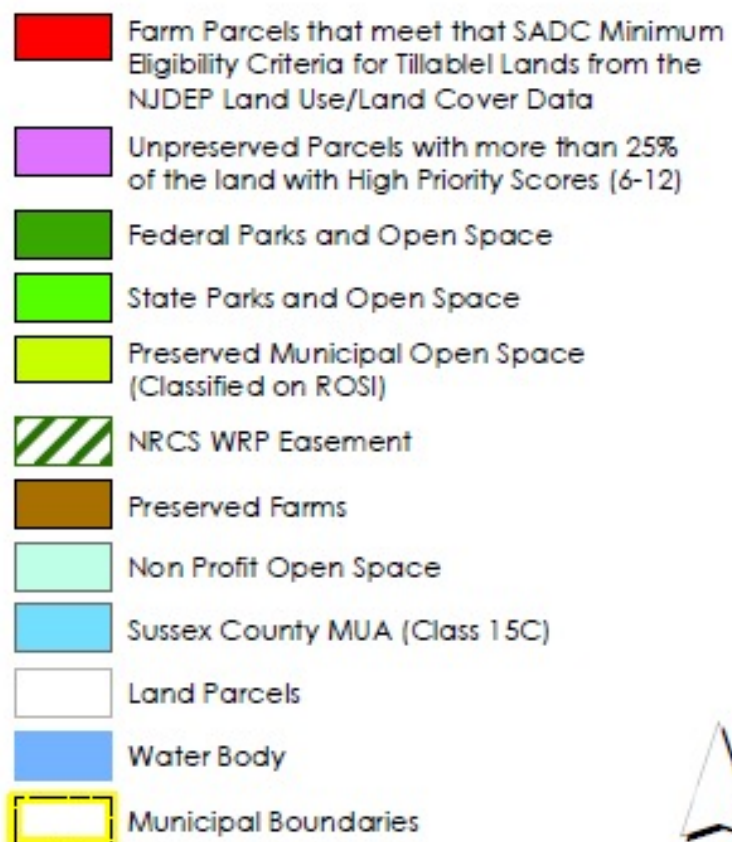 Farm Parcels that meet that SADC Minimum
Eligibility Criteria for Tillablel Lands from the
NJDEP Land Use/Land Cover Data
Unpreserved Parcels with more than 25%
of the land with High Priority Scores (6-12)
Federal Parks and Open Space
State Parks and Open Space
Preserved Municipal Open Space
(Classified on ROSI)
NRCS WRP Easement
Preserved Farms
Non Profit Open Space
Sussex County MUA (Class 15C)
Land Parcels
Water Body
Municipal Boundaries